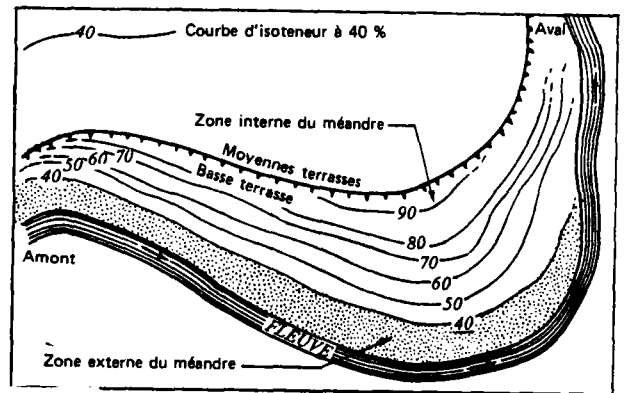 40
Courbe d'isoteneur à 40 %
Aval
Zone interne du méandre
Moyennes terrasses
Basse terrasse
40 50 60 70
90
80
70
60
50
40
Amont
FLEUVE
Zone externe du méandre